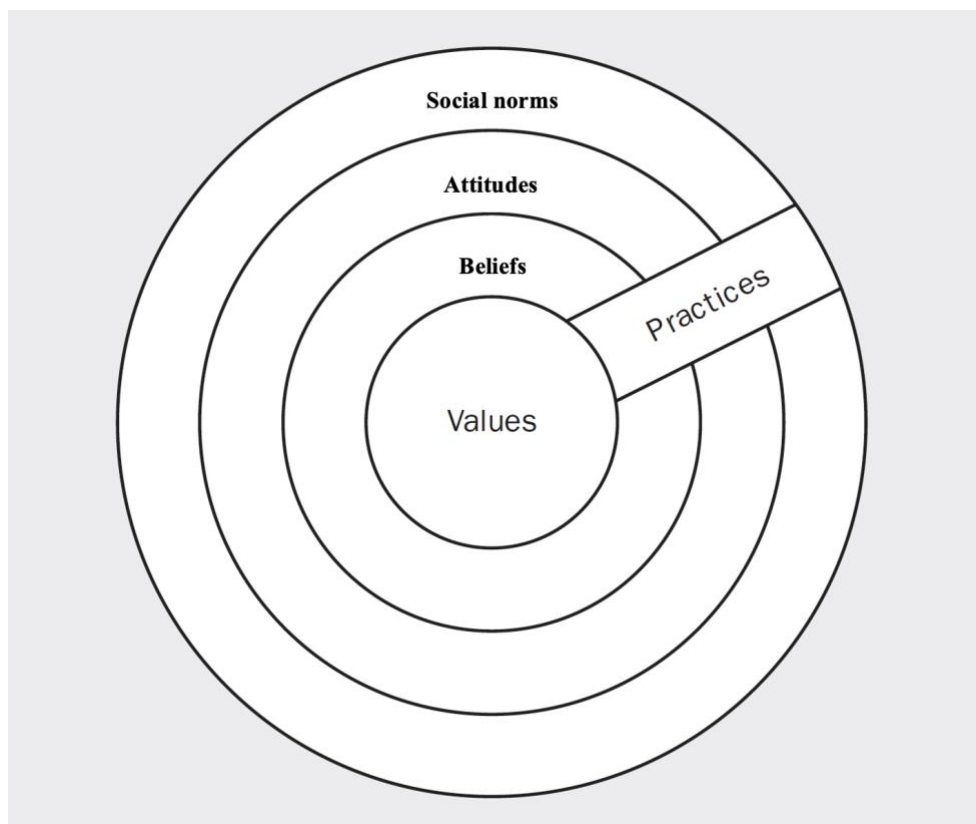 Social norms
Attitudes
Beliefs
Practices
Values